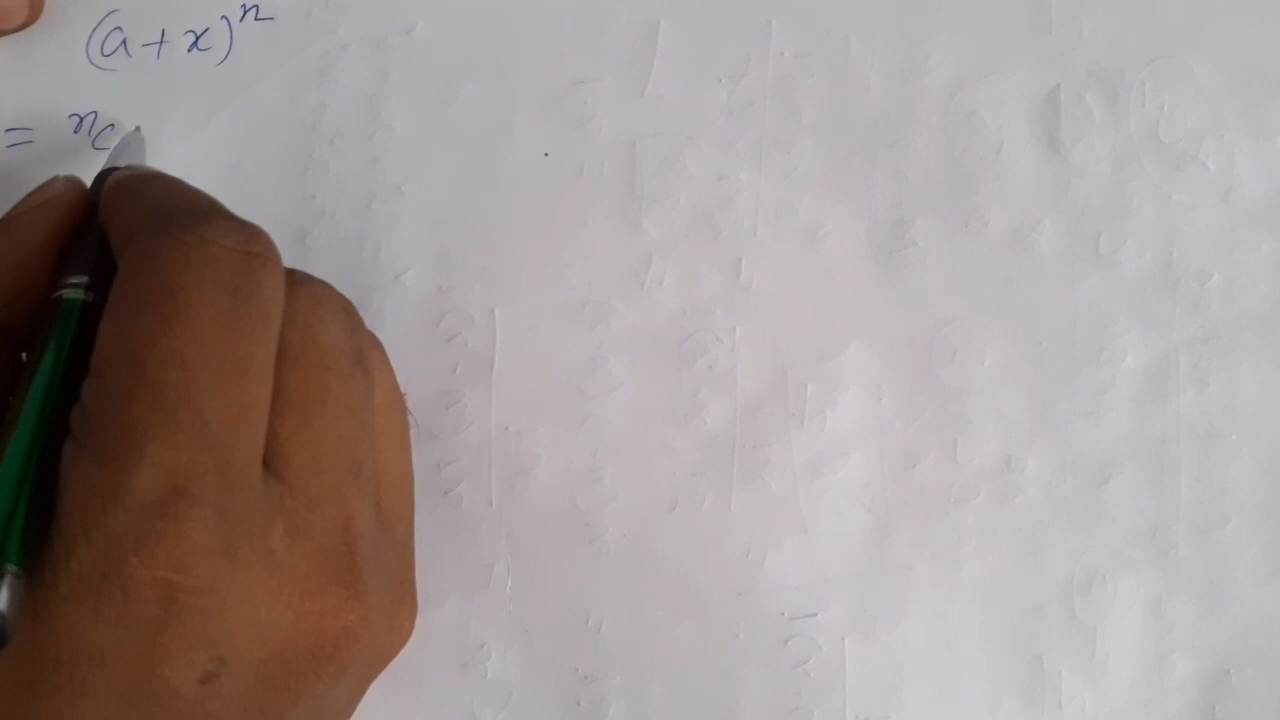 (a+x)^n
= ⁿC